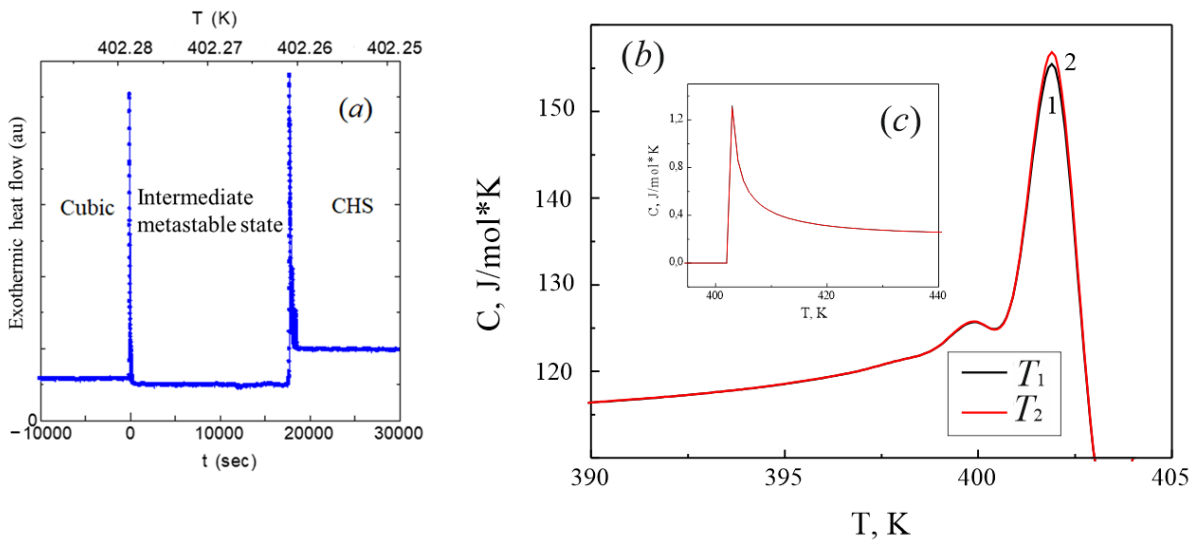 T (K)
402.28 402.27 402.26 402.25
(a)
Exothermic heat flow (au)
Cubic
Intermediate
metastable state
CHS
0
−10000 0 10000 20000 30000
t (sec)
(b)
2
1
150
140
130
120
C, J/mol*K
(c)
1,2
0,8
0,4
0,0
C, J/mol*K
400 420 440
T, K
T1
T2
390 395 400 405
T, K